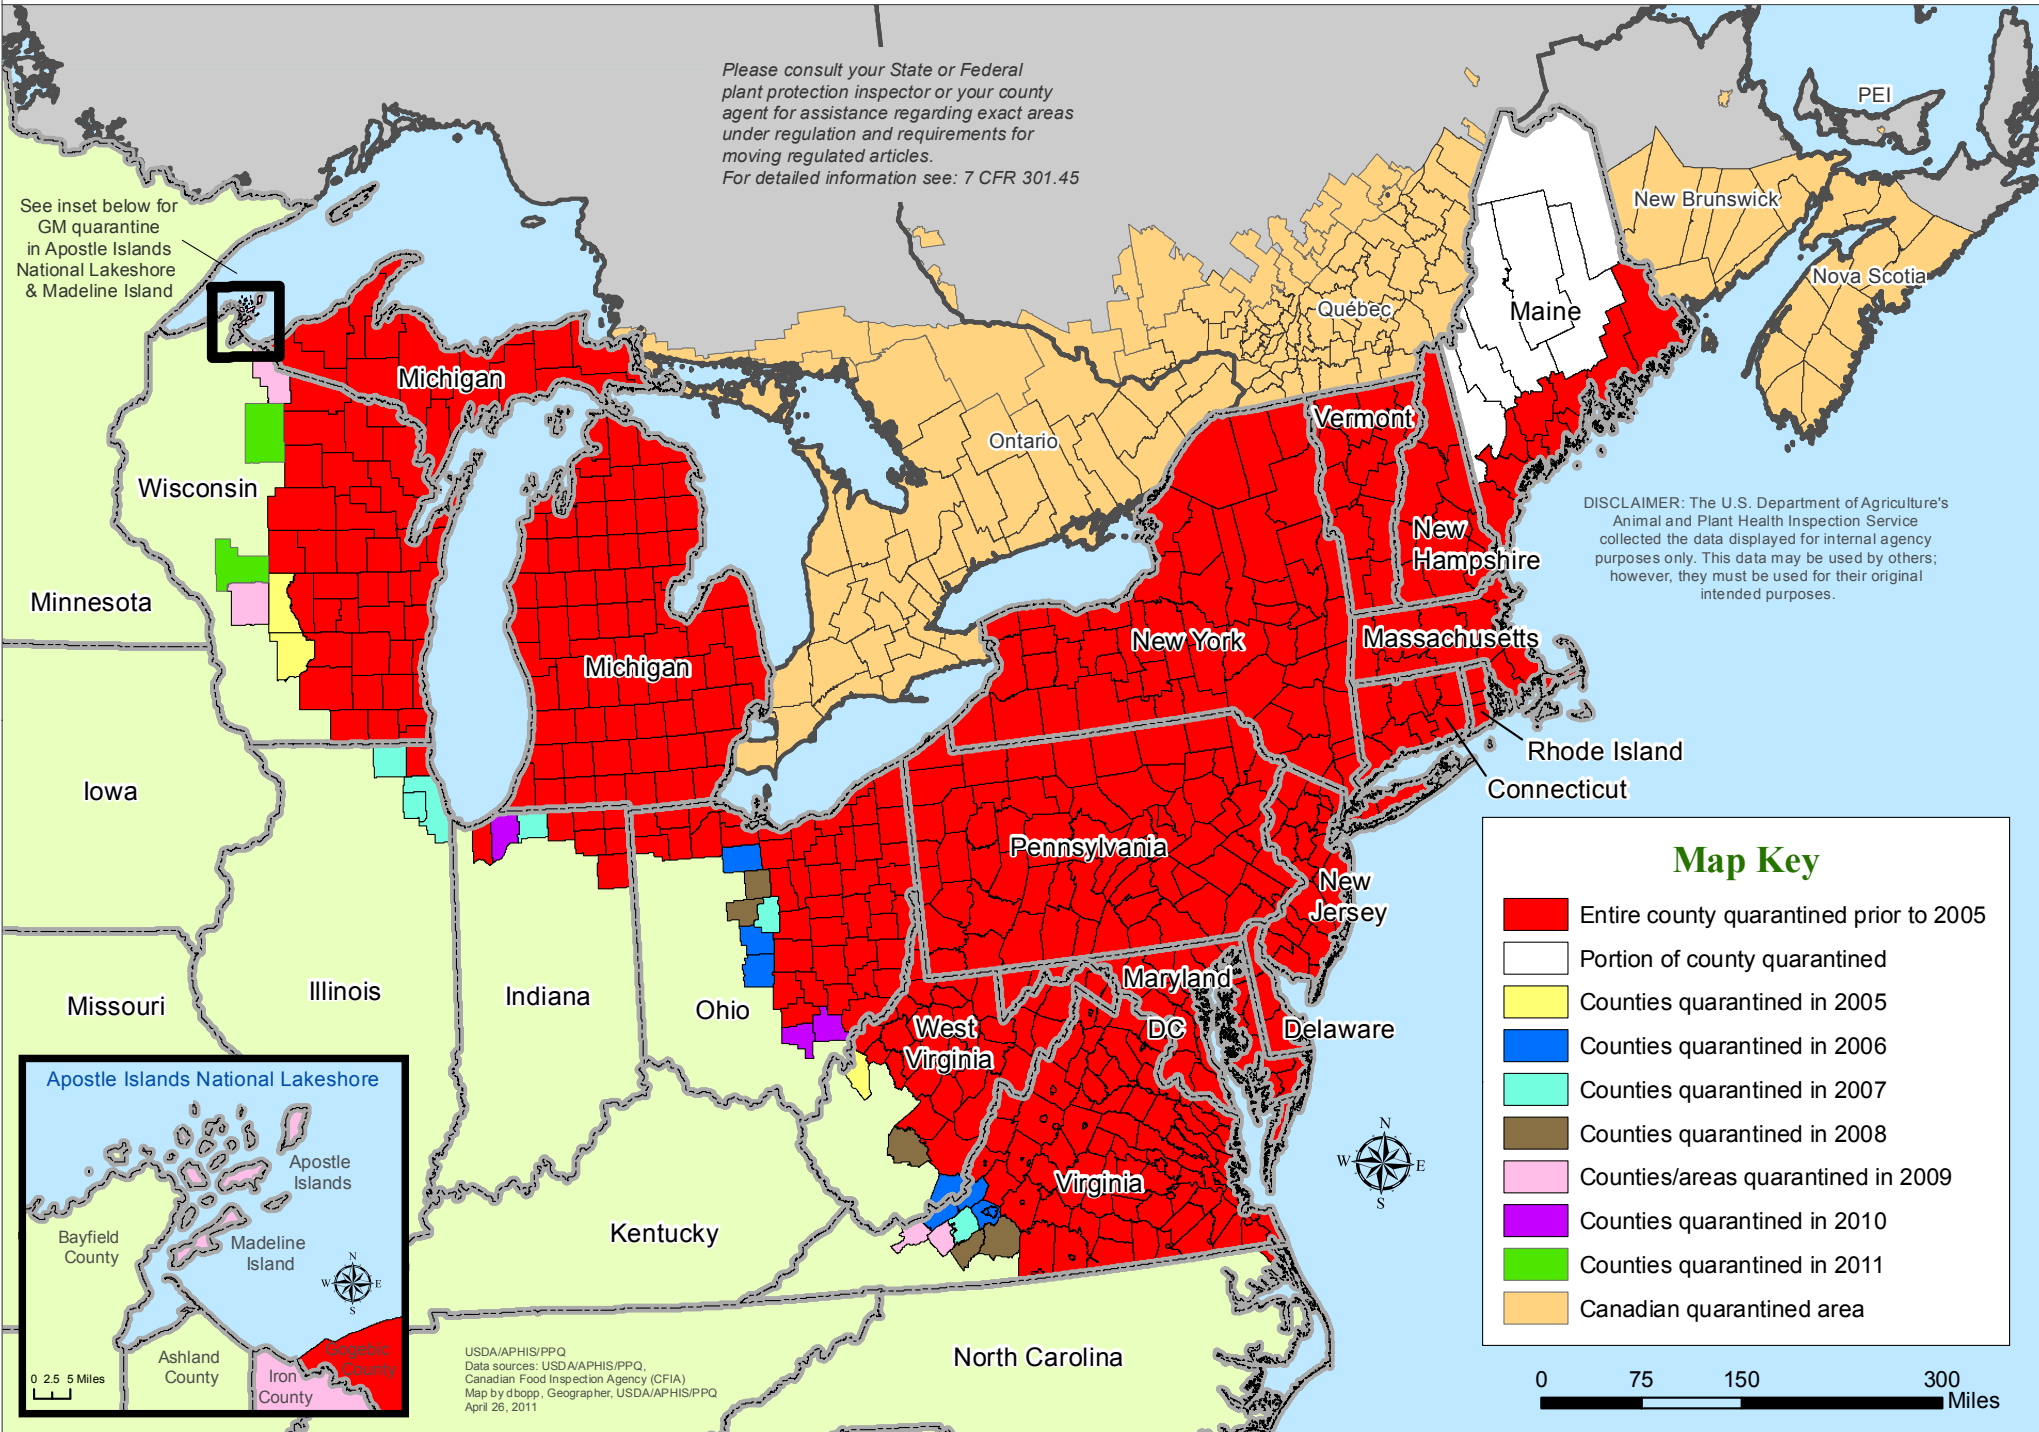 Please consult your State or Federal
plant protection inspector or your county
agent for assistance regarding exact areas
under regulation and requirements for
moving regulated articles.
For detailed information see: 7 CFR 301.45
PEI
See inset below for
GM quarantine
in Apostle Islands
National Lakeshore
& Madeline Island
New Brunswick
Nova Scotia
Québec
Maine
Michigan
Vermont
Ontario
Wisconsin
DISCLAIMER: The U.S. Department of Agriculture's
Animal and Plant Health Inspection Service
collected the data displayed for internal agency
purposes only. This data may be used by others;
however, they must be used for their original
intended purposes.
New
Hampshire
Minnesota
New York
Massachusetts
Michigan
Rhode Island
Connecticut
Iowa
Pennsylvania
New
Jersey
Map Key
Entire county quarantined prior to 2005
Portion of county quarantined
Counties quarantined in 2005
Counties quarantined in 2006
Counties quarantined in 2007
Counties quarantined in 2008
Counties/areas quarantined in 2009
Counties quarantined in 2010
Counties quarantined in 2011
Canadian quarantined area
Missouri
Illinois
Indiana
Ohio
Maryland
West
Virginia
DC
Delaware
Virginia
Kentucky
North Carolina
N
W E
S
Apostle Islands National Lakeshore
Apostle
Islands
Bayfield
County
Madeline
Island
N
W E
S
Ashland
County
Iron
County
Gogebic
County
0 2.5 5 Miles
USDA/APHIS/PPQ
Data sources: USDA/APHIS/PPQ,
Canadian Food Inspection Agency (CFIA)
Map by dbopp, Geographer, USDA/APHIS/PPQ
April 26, 2011
0 75 150 300
Miles